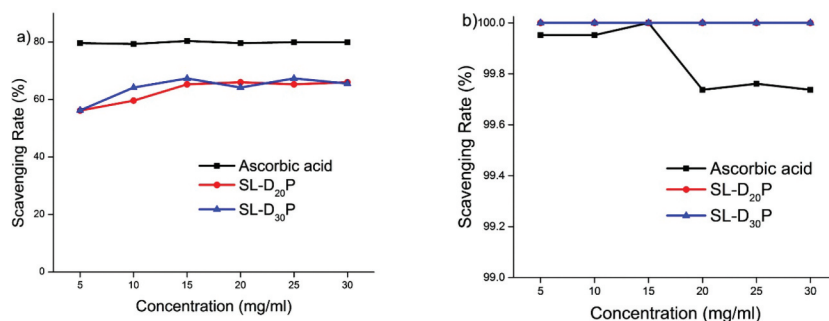 a)
80
60
40
20
0
Scavenging Rate (%)
Ascorbic acid
SL-D₂₀P
SL-D₃₀P
5 10 15 20 25 30
Concentration (mg/ml)
b)
100.0
99.8
99.6
99.4
99.2
99.0
Scavenging Rate (%)
Ascorbic acid
SL-D₂₀P
SL-D₃₀P
5 10 15 20 25 30
Concentration (mg/ml)